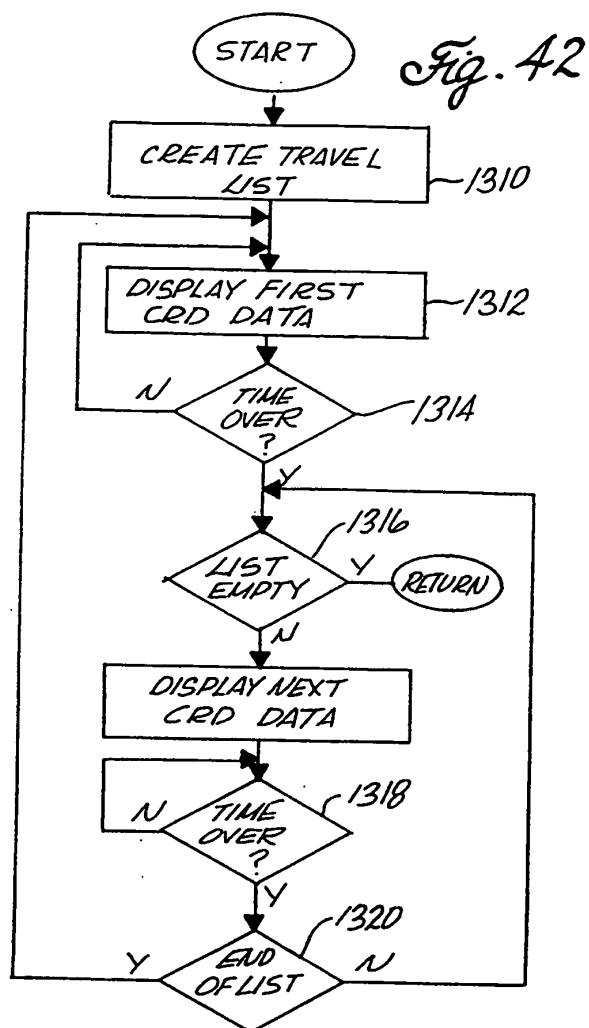 START
Fig. 42
CREATE TRAVEL
LIST
1310
DISPLAY FIRST
CRD DATA
1312
N
TIME
OVER
?
1314
Y
1316
LIST
EMPTY
Y
RETURN
N
DISPLAY NEXT
CRD DATA
1318
N
TIME
OVER
?
Y
1320
Y
END
OF LIST
N